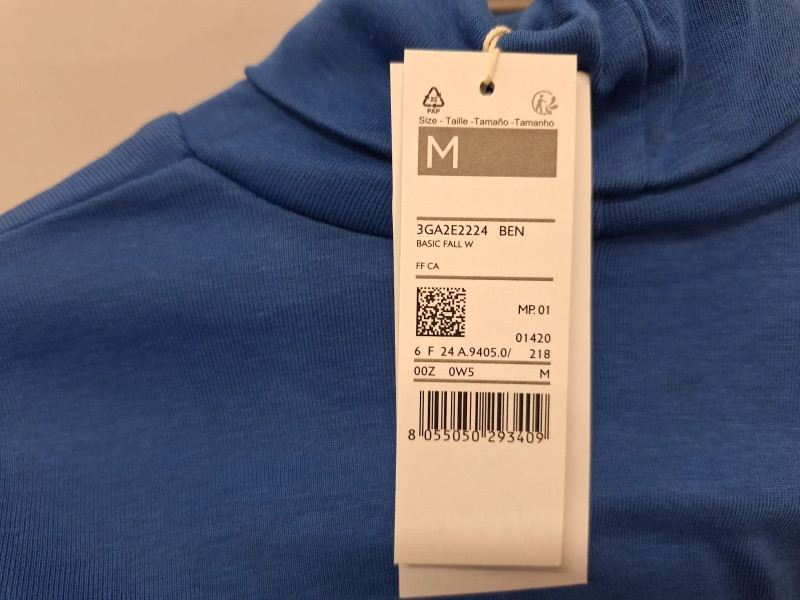 22
PAP
Size - Taille -Tamaño -Tamanho
M
3GA2E2224 BEN
BASIC FALL W
FF CA
MP. 01
01420
6 F 24 A.9405.0/ 218
00Z 0W5 M
8 055050 293409